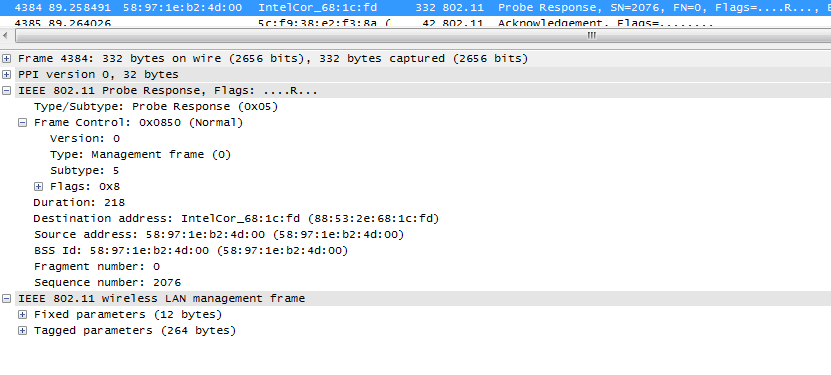 4384 89.258491 58:97:1e:b2:4d:00 IntelCor_68:1c:fd 332 802.11 Probe Response, SN=2076, FN=0, Flags=....R...,
4385 89.264026 5c:f9:38:e2:f3:8a ( 42 802.11 Acknowledgement, Flags=........
Frame 4384: 332 bytes on wire (2656 bits), 332 bytes captured (2656 bits)
PPI version 0, 32 bytes
IEEE 802.11 Probe Response, Flags: ....R...
Type/Subtype: Probe Response (0x05)
Frame Control: 0x0850 (Normal)
Version: 0
Type: Management frame (0)
Subtype: 5
Flags: 0x8
Duration: 218
Destination address: IntelCor_68:1c:fd (88:53:2e:68:1c:fd)
Source address: 58:97:1e:b2:4d:00 (58:97:1e:b2:4d:00)
BSS Id: 58:97:1e:b2:4d:00 (58:97:1e:b2:4d:00)
Fragment number: 0
Sequence number: 2076
IEEE 802.11 wireless LAN management frame
Fixed parameters (12 bytes)
Tagged parameters (264 bytes)